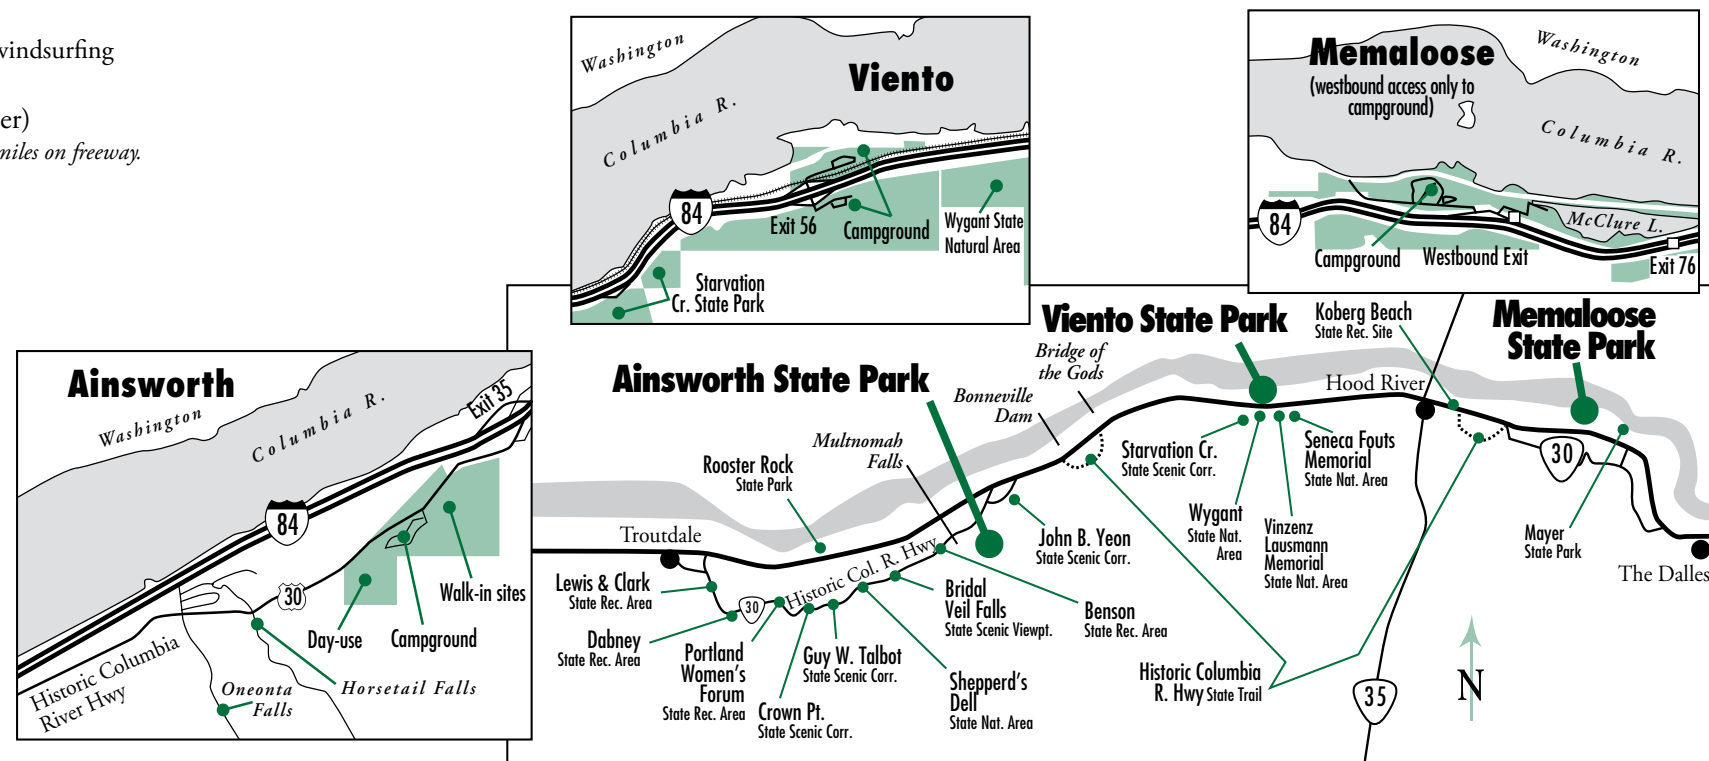 windsurfing
er)
miles on freeway.
Washington
Columbia R.
Viento
84
Exit 56
Campground
Wygant State
Natural Area
Starvation
Cr. State Park
Memaloose
(westbound access only to
campground)
Washington
Columbia R.
84
McClure L.
Campground
Westbound Exit
Exit 76
Ainsworth
Washington
Columbia R.
Exit 35
84
30
Walk-in sites
Day-use
Campground
Historic Columbia
River Hwy
Oneonta
Falls
Horsetail Falls
Ainsworth State Park
Viento State Park
Memaloose
State Park
Koberg Beach
State Rec. Site
Bridge of
the Gods
Bonneville
Dam
Hood River
Multnomah
Falls
Rooster Rock
State Park
Troutdale
Starvation Cr.
State Scenic Corr.
Seneca Fouts
Memorial
State Nat. Area
30
Wygant
State Nat.
Area
Vinzenz
Lausmann
Memorial
State Nat. Area
Mayer
State Park
The Dalles
John B. Yeon
State Scenic Corr.
Historic Col. R. Hwy
Lewis & Clark
State Rec. Area
30
Dabney
State Rec. Area
Portland
Women's
Forum
State Rec. Area
Crown Pt.
State Scenic Corr.
Guy W. Talbot
State Scenic Corr.
Bridal
Veil Falls
State Scenic Viewpt.
Shepperd's
Dell
State Nat. Area
Benson
State Rec. Area
Historic Columbia
R. Hwy State Trail
35
N